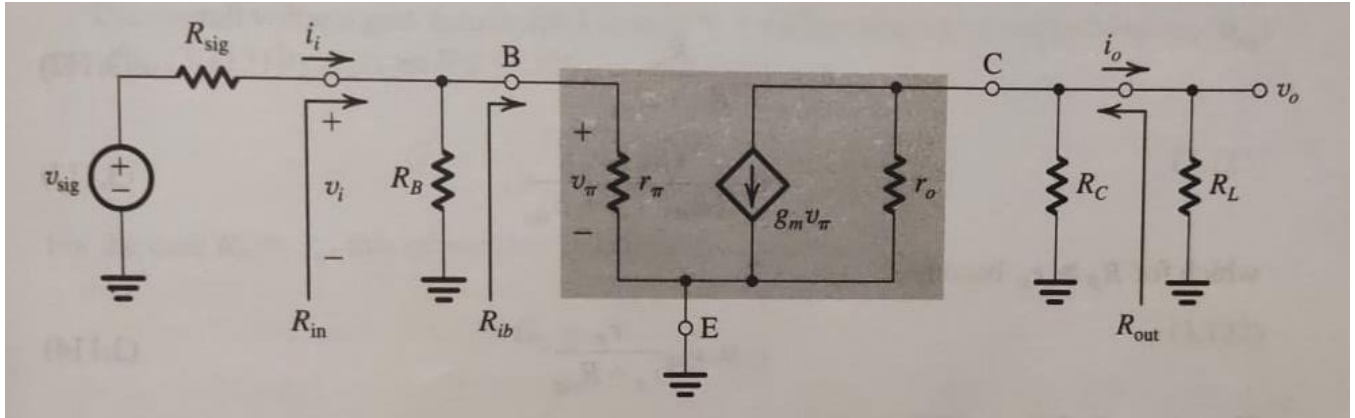 R_sig i_i B C i_o
+ v_o
v_sig + − v_i R_B + v_π − r_π g_m v_π r_o R_C R_L
−
R_in R_ib E R_out